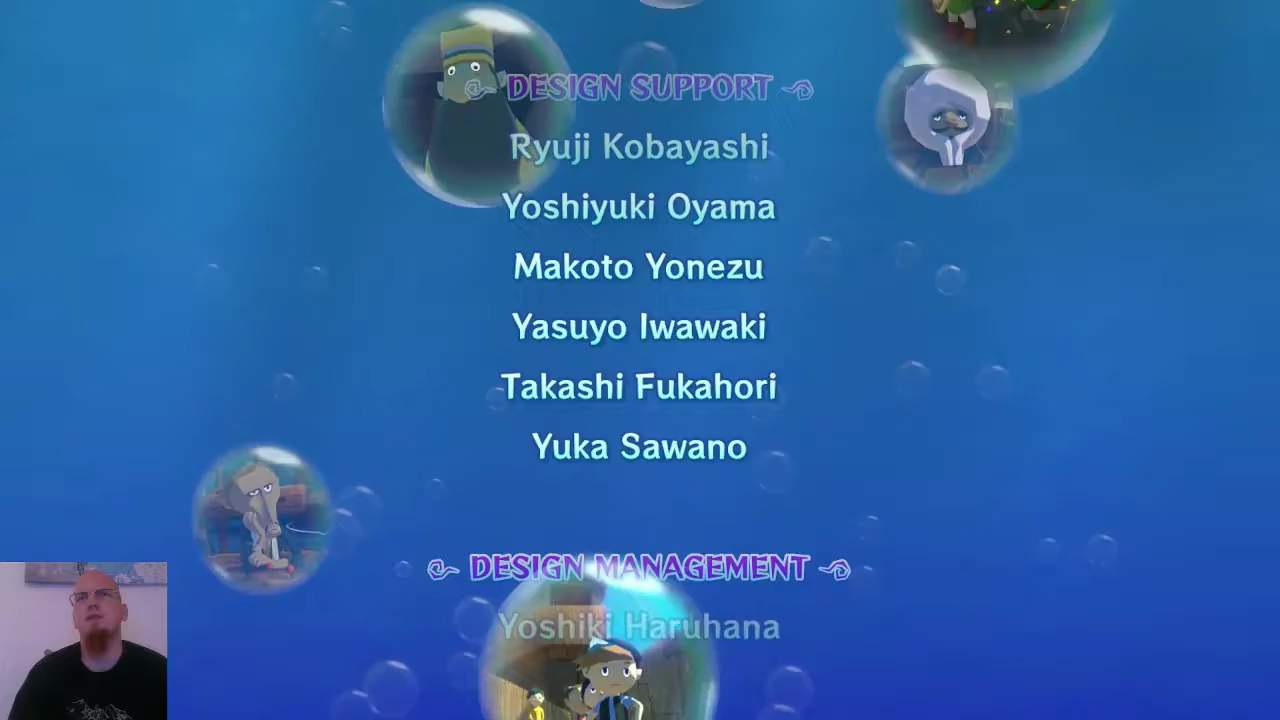 DESIGN SUPPORT
Ryuji Kobayashi
Yoshiyuki Oyama
Makoto Yonezu
Yasuyo Iwawaki
Takashi Fukahori
Yuka Sawano
DESIGN MANAGEMENT
Yoshiki Haruhana